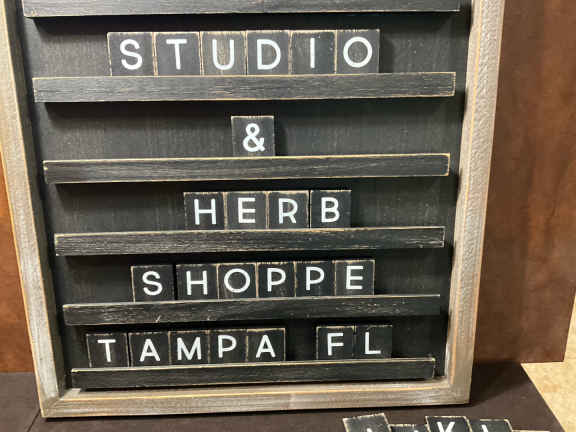 STUDIO
&
HERB
SHOPPE
TAMPA FL